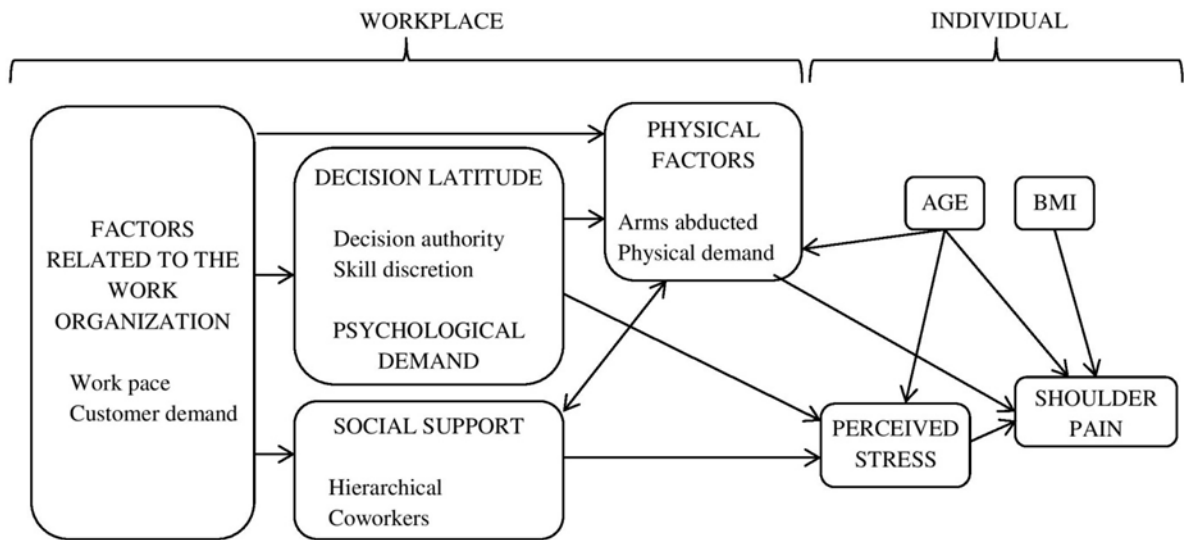 WORKPLACE
INDIVIDUAL
FACTORS
RELATED TO THE
WORK
ORGANIZATION
Work pace
Customer demand
DECISION LATITUDE
Decision authority
Skill discretion
PSYCHOLOGICAL
DEMAND
SOCIAL SUPPORT
Hierarchical
Coworkers
PHYSICAL
FACTORS
Arms abducted
Physical demand
AGE
BMI
PERCEIVED
STRESS
SHOULDER
PAIN